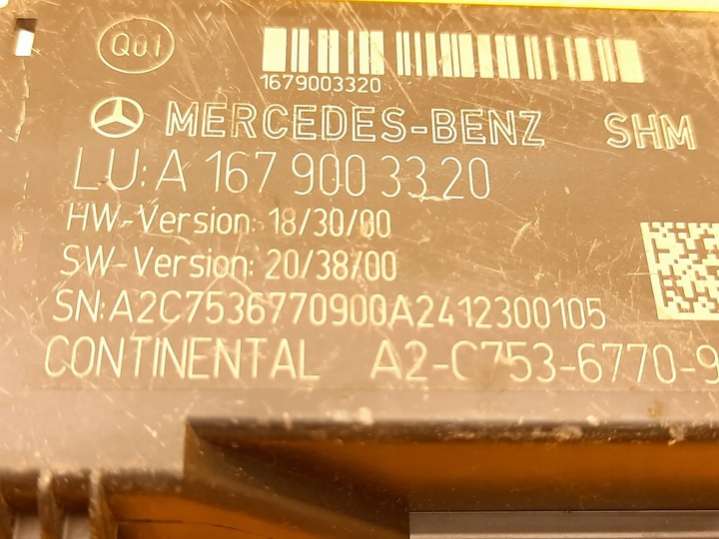 Q01
1679003320
MERCEDES-BENZ SHM
LU: A 167 900 33 20
HW-Version: 18/30/00
SW-Version: 20/38/00
SN: A2C7536770900A2412300105
CONTINENTAL A2-C753-6770-9